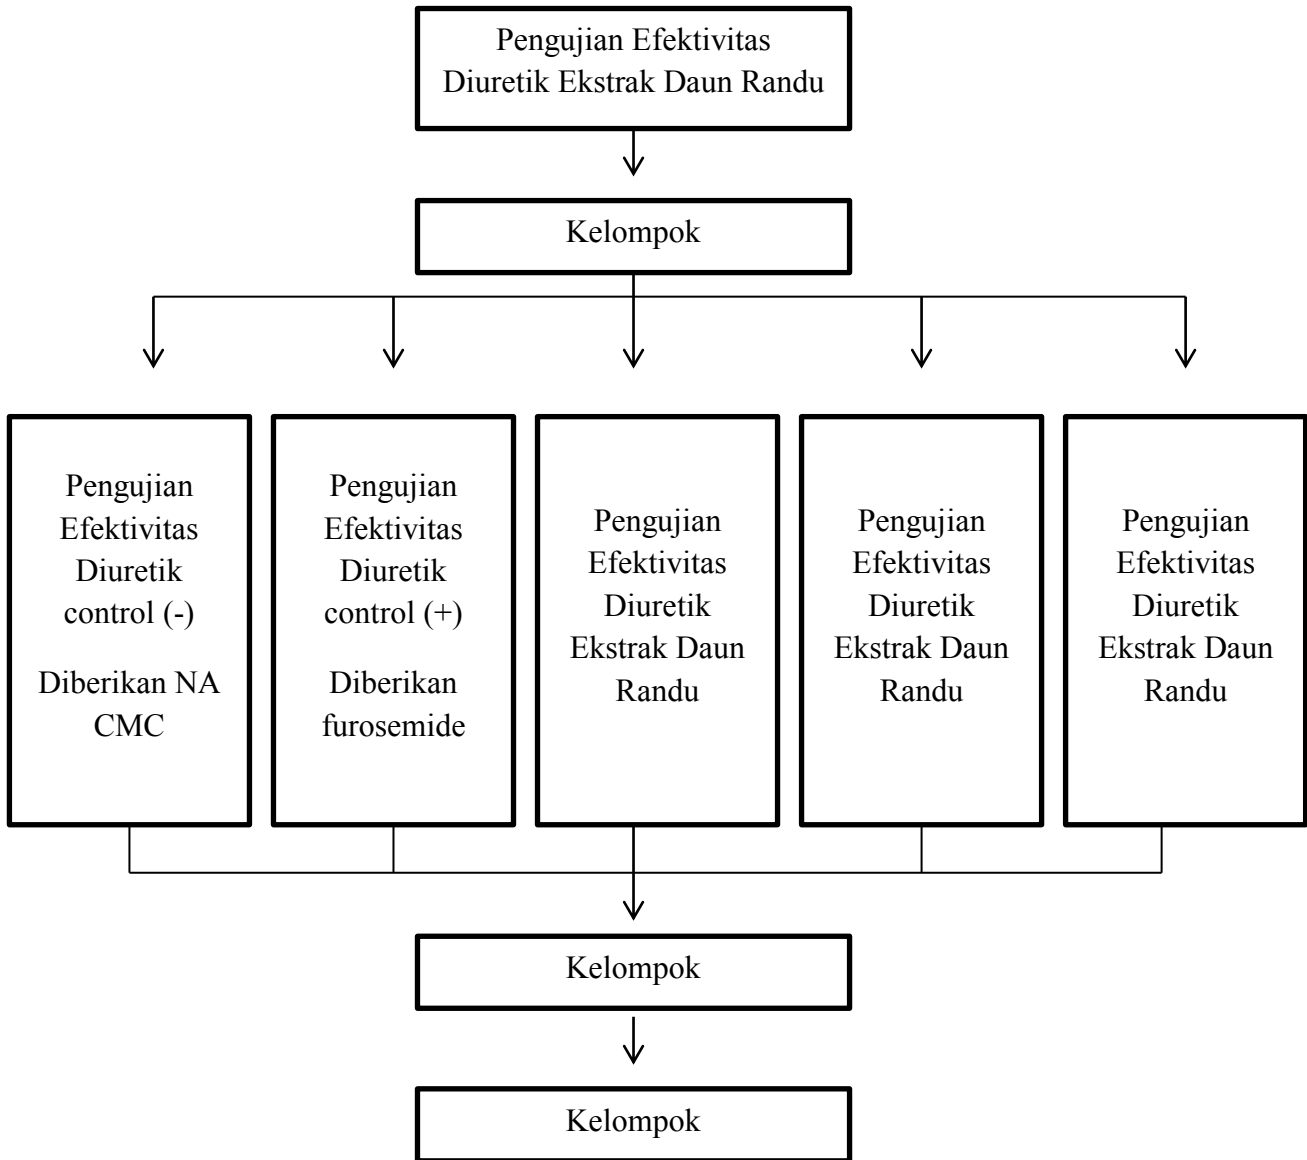 Pengujian Efektivitas
Diuretik Ekstrak Daun Randu
Kelompok
Pengujian
Efektivitas
Diuretik
control (-)
Diberikan NA
CMC
Pengujian
Efektivitas
Diuretik
control (+)
Diberikan
furosemide
Pengujian
Efektivitas
Diuretik
Ekstrak Daun
Randu
Pengujian
Efektivitas
Diuretik
Ekstrak Daun
Randu
Pengujian
Efektivitas
Diuretik
Ekstrak Daun
Randu
Kelompok
Kelompok